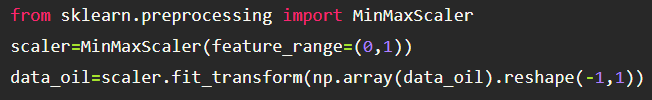 from sklearn.preprocessing import MinMaxScaler
scaler=MinMaxScaler(feature_range=(0,1))
data_oil=scaler.fit_transform(np.array(data_oil).reshape(-1,1))